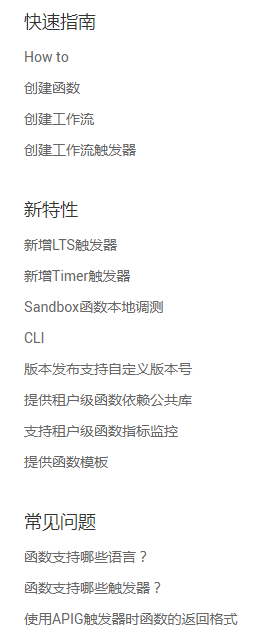 快速指南
How to
创建函数
创建工作流
创建工作流触发器
新特性
新增LTS触发器
新增Timer触发器
Sandbox函数本地调测
CLI
版本发布支持自定义版本号
提供租户级函数依赖公共库
支持租户级函数指标监控
提供函数模板
常见问题
函数支持哪些语言？
函数支持哪些触发器？
使用APIG触发器时函数的返回格式